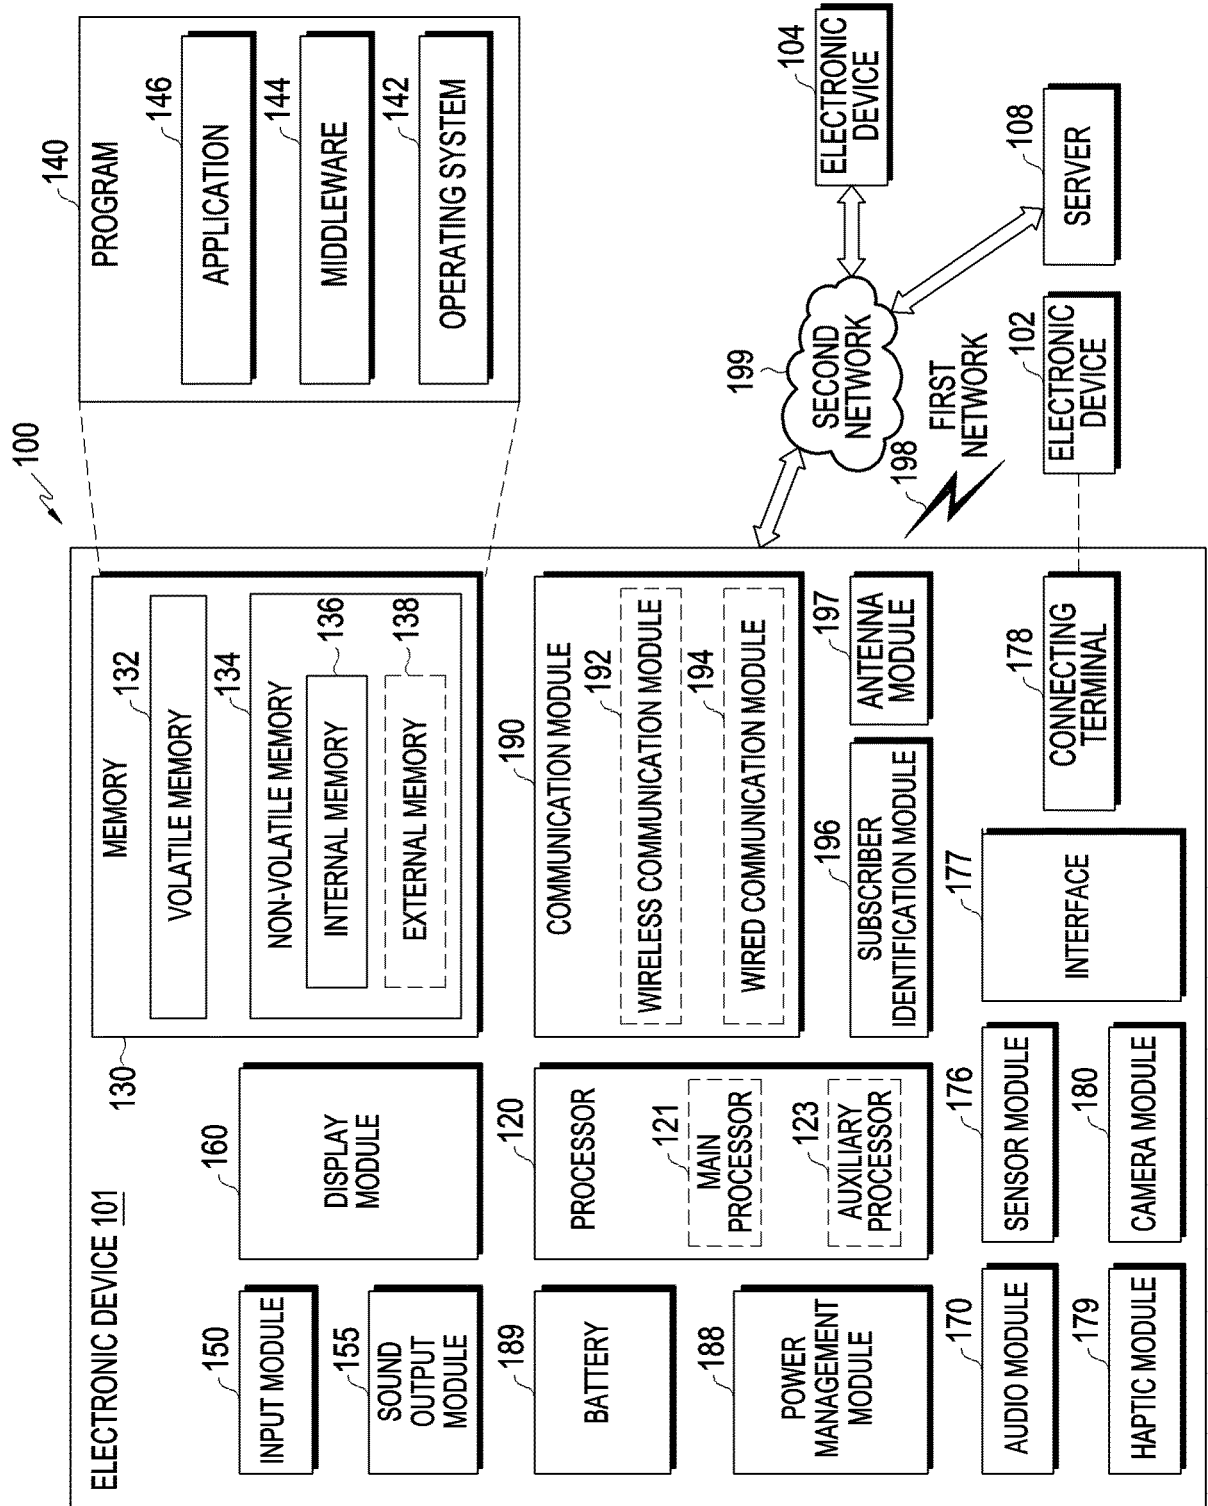 100
ELECTRONIC DEVICE 101
150
INPUT MODULE
155
SOUND
OUTPUT
MODULE
160
DISPLAY
MODULE
130
MEMORY
132
VOLATILE MEMORY
134
NON-VOLATILE MEMORY
136
INTERNAL MEMORY
138
EXTERNAL MEMORY
140
PROGRAM
146
APPLICATION
144
MIDDLEWARE
142
OPERATING SYSTEM
189
BATTERY
188
POWER
MANAGEMENT
MODULE
120
PROCESSOR
121
MAIN
PROCESSOR
123
AUXILIARY
PROCESSOR
190
COMMUNICATION MODULE
192
WIRELESS COMMUNICATION MODULE
194
WIRED COMMUNICATION MODULE
196
SUBSCRIBER
IDENTIFICATION MODULE
197
ANTENNA
MODULE
199
SECOND
NETWORK
104
ELECTRONIC
DEVICE
198
FIRST
NETWORK
108
SERVER
170
AUDIO MODULE
176
SENSOR MODULE
177
INTERFACE
178
CONNECTING
TERMINAL
102
ELECTRONIC
DEVICE
179
HAPTIC MODULE
180
CAMERA MODULE